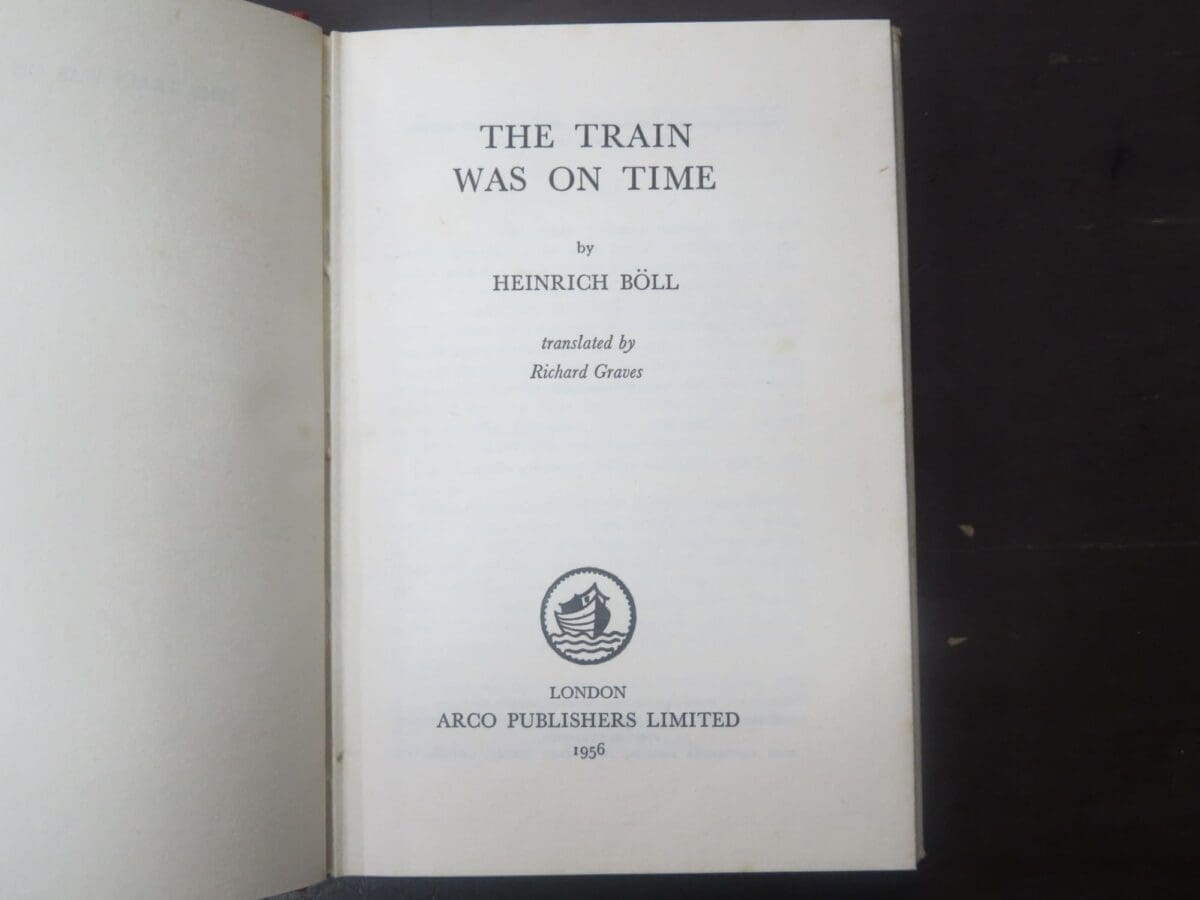 THE TRAIN
WAS ON TIME
by
HEINRICH BÖLL
translated by
Richard Graves
LONDON
ARCO PUBLISHERS LIMITED
1956